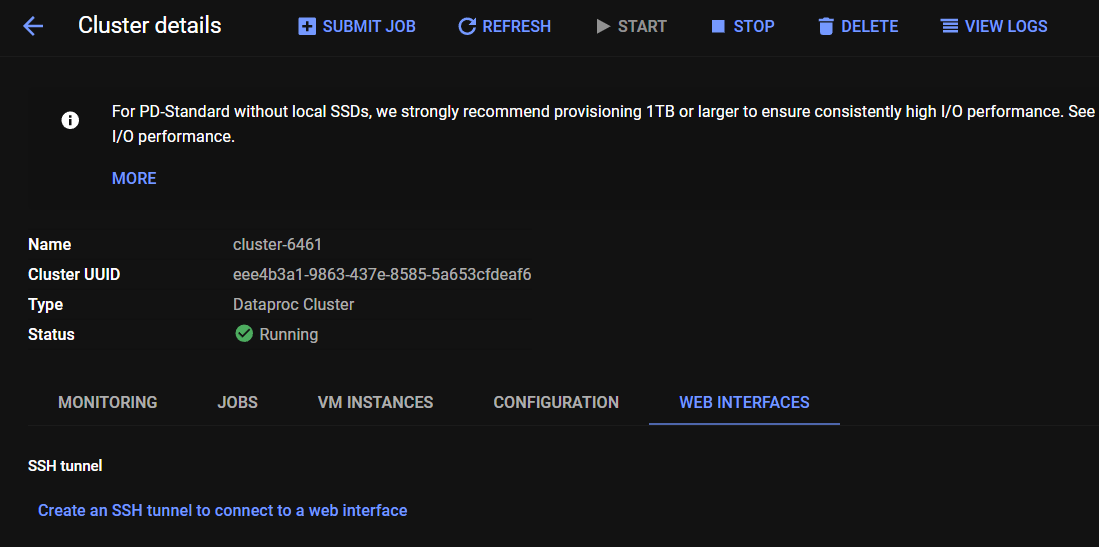 Cluster details SUBMIT JOB REFRESH START STOP DELETE VIEW LOGS
For PD-Standard without local SSDs, we strongly recommend provisioning 1TB or larger to ensure consistently high I/O performance. See
I/O performance.
MORE
Name cluster-6461
Cluster UUID eee4b3a1-9863-437e-8585-5a653cfdeaf6
Type Dataproc Cluster
Status Running
MONITORING JOBS VM INSTANCES CONFIGURATION WEB INTERFACES
SSH tunnel
Create an SSH tunnel to connect to a web interface